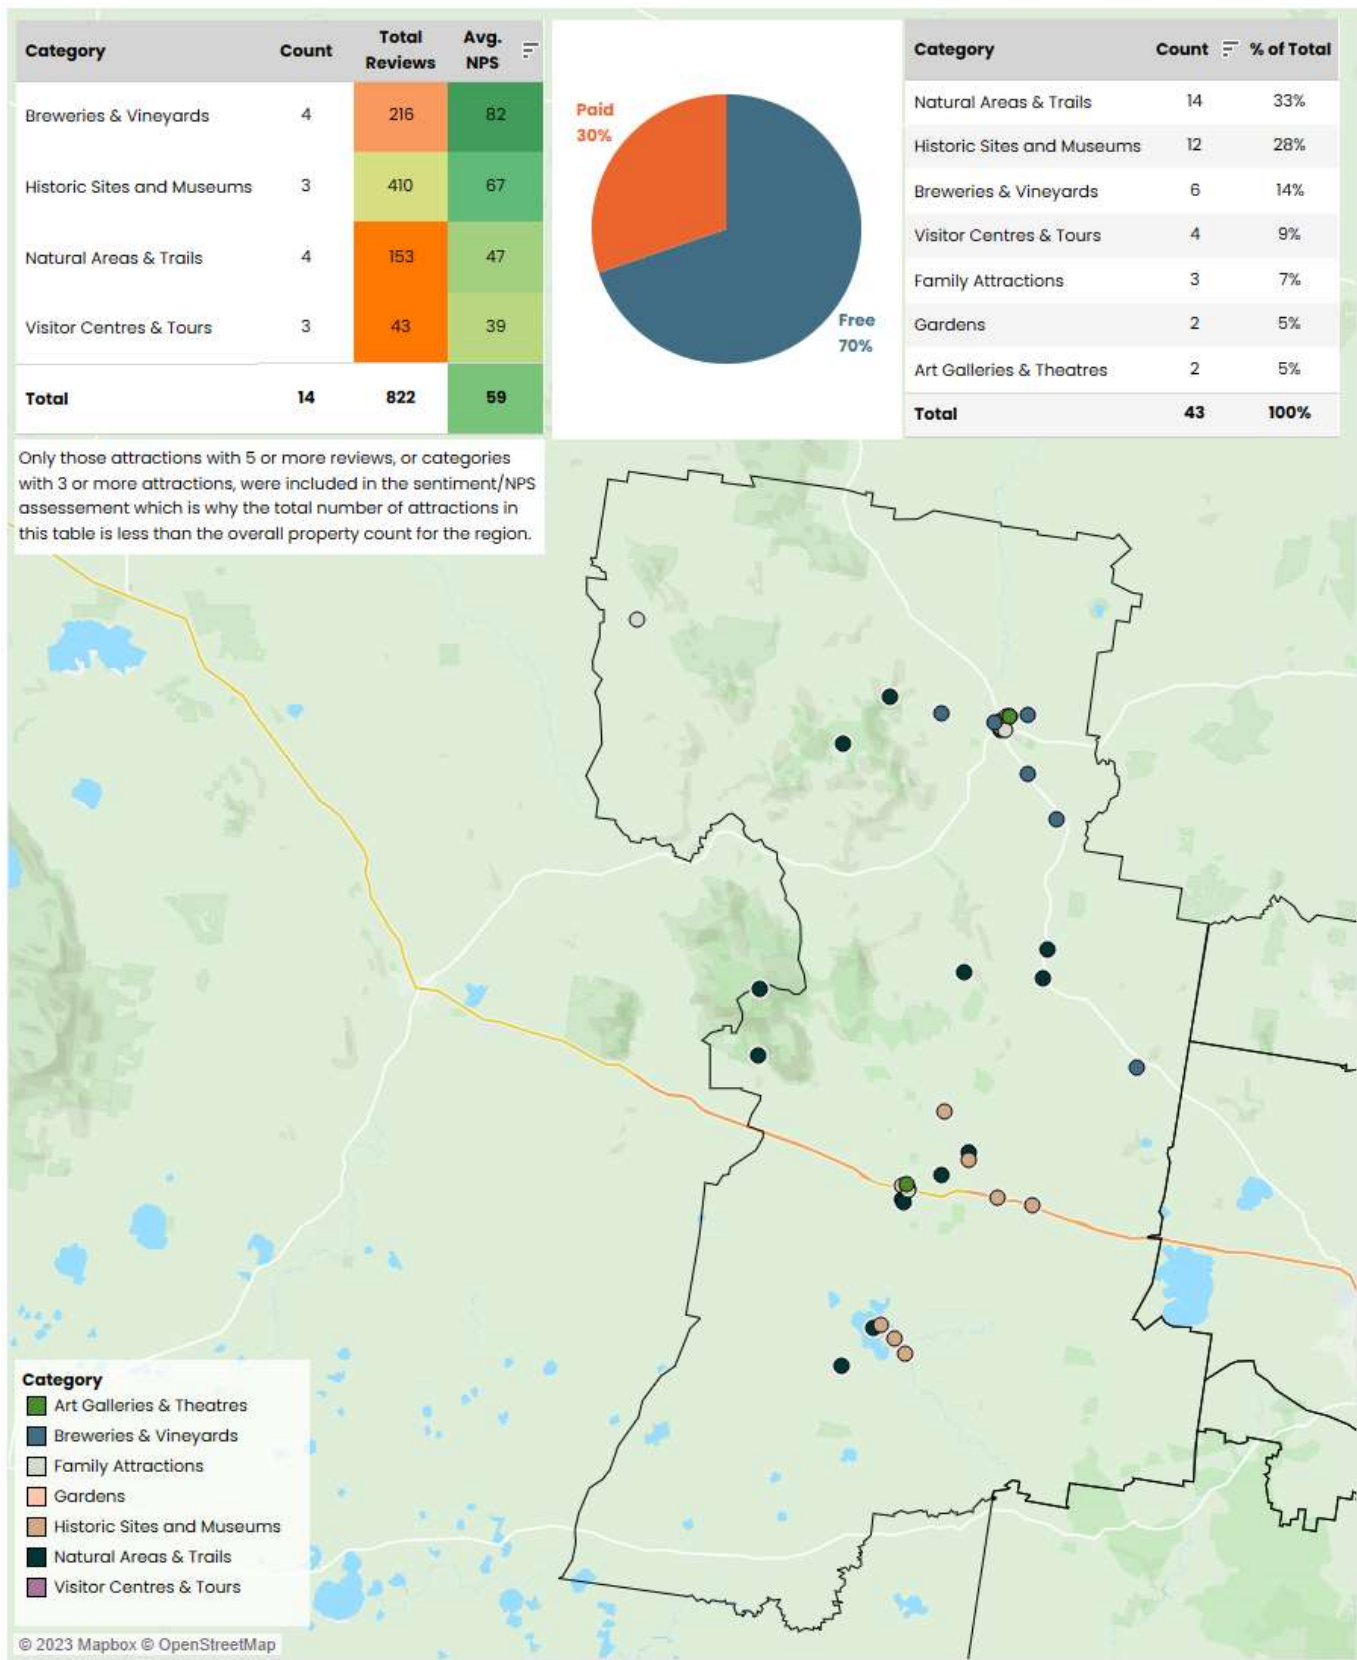 Category Count Total Reviews Avg. NPS
Breweries & Vineyards 4 216 82
Historic Sites and Museums 3 410 67
Natural Areas & Trails 4 153 47
Visitor Centres & Tours 3 43 39
Total 14 822 59
Only those attractions with 5 or more reviews, or categories
with 3 or more attractions, were included in the sentiment/NPS
assessement which is why the total number of attractions in
this table is less than the overall property count for the region.
Paid
30%
Free
70%
Category Count % of Total
Natural Areas & Trails 14 33%
Historic Sites and Museums 12 28%
Breweries & Vineyards 6 14%
Visitor Centres & Tours 4 9%
Family Attractions 3 7%
Gardens 2 5%
Art Galleries & Theatres 2 5%
Total 43 100%
Category
Art Galleries & Theatres
Breweries & Vineyards
Family Attractions
Gardens
Historic Sites and Museums
Natural Areas & Trails
Visitor Centres & Tours
© 2023 Mapbox © OpenStreetMap